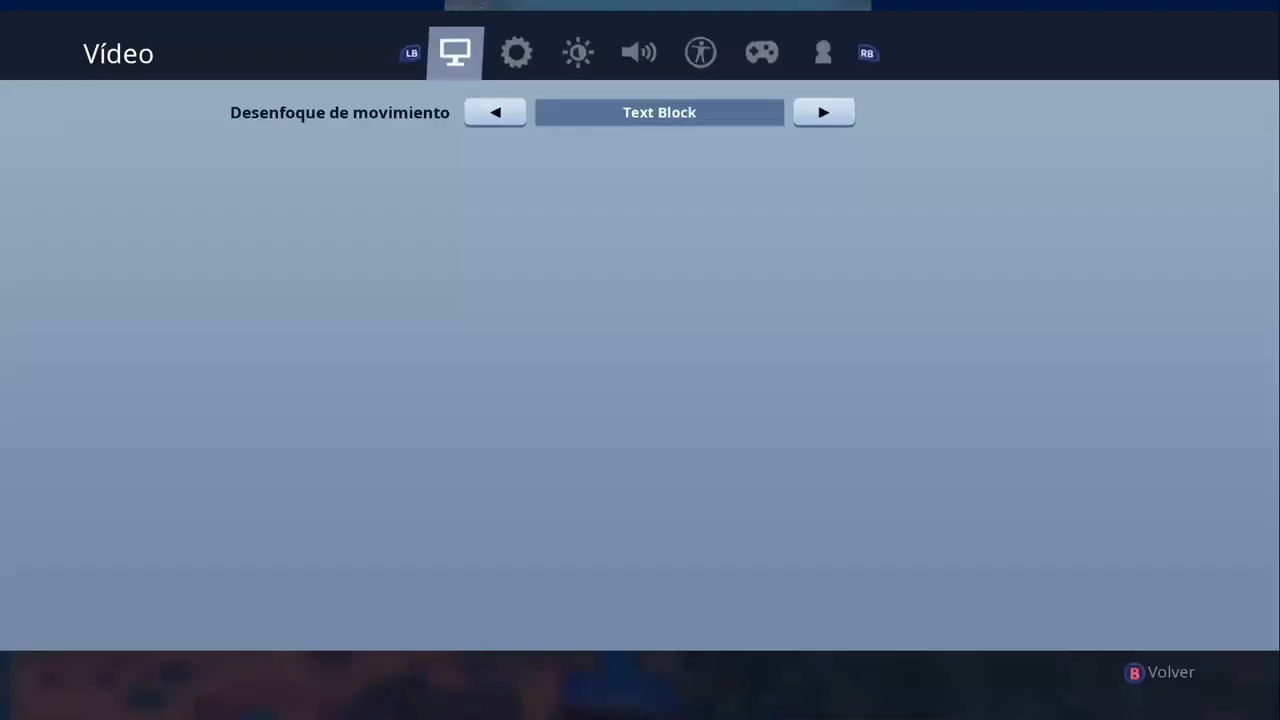 Vídeo
LB
RB
Desenfoque de movimiento
Text Block
B Volver